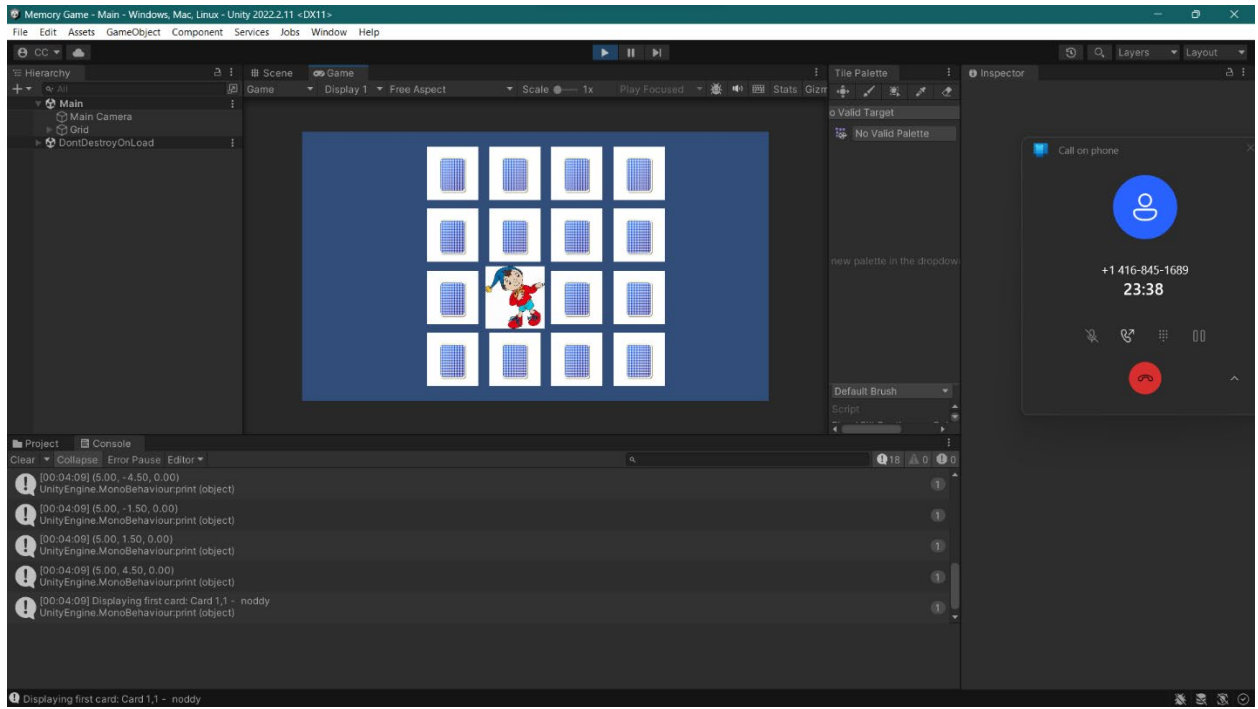 Memory Game - Main - Windows, Mac, Linux - Unity 2022.2.11 <DX11>
File Edit Assets GameObject Component Services Jobs Window Help
CC Layers Layout
Hierarchy Scene Game Tile Palette Inspector
All Game Display 1 Free Aspect Scale 1x Play Focused Stats Gizm
Main
Main Camera
Grid
DontDestroyOnLoad
o Valid Target
No Valid Palette
new palette in the dropdow
Default Brush
Script
Call on phone
+1 416-845-1689
23:38
Project Console
Clear Collapse Error Pause Editor 18 0 0
[00:04:09] (5.00, -4.50, 0.00)
UnityEngine.MonoBehaviour:print (object)
1
[00:04:09] (5.00, -1.50, 0.00)
UnityEngine.MonoBehaviour:print (object)
1
[00:04:09] (5.00, 1.50, 0.00)
UnityEngine.MonoBehaviour:print (object)
1
[00:04:09] (5.00, 4.50, 0.00)
UnityEngine.MonoBehaviour:print (object)
1
[00:04:09] Displaying first card: Card 1,1 - noddy
UnityEngine.MonoBehaviour:print (object)
1
Displaying first card: Card 1,1 - noddy